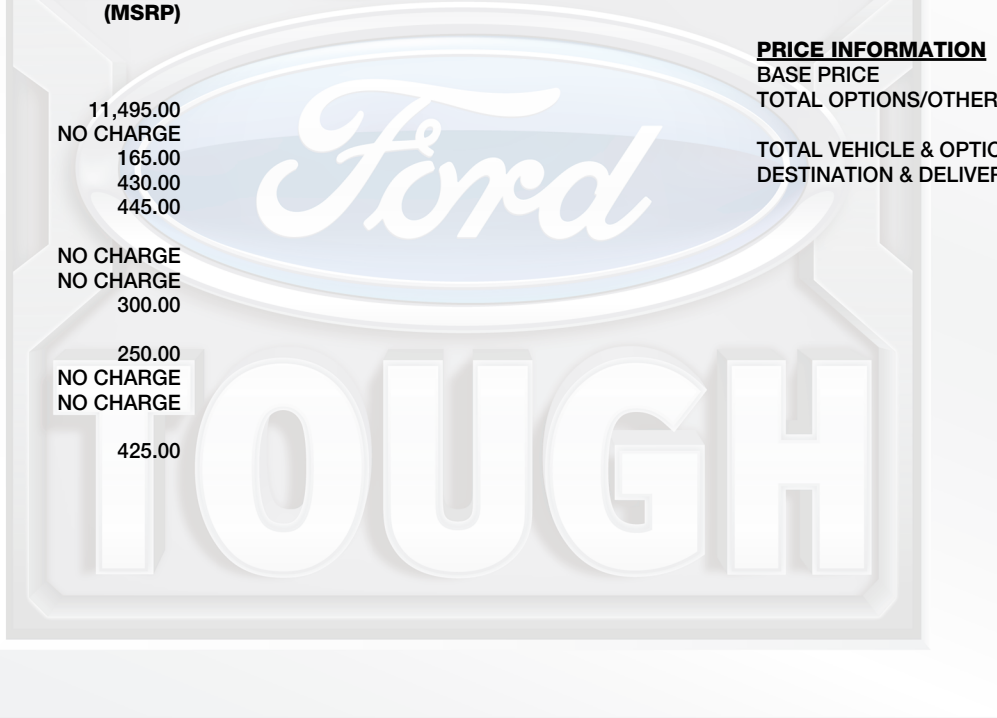 (MSRP)
11,495.00
NO CHARGE
165.00
430.00
445.00
NO CHARGE
NO CHARGE
300.00
250.00
NO CHARGE
NO CHARGE
425.00
PRICE INFORMATION
BASE PRICE
TOTAL OPTIONS/OTHER
TOTAL VEHICLE & OPTIO
DESTINATION & DELIVER
Ford
TOUGH